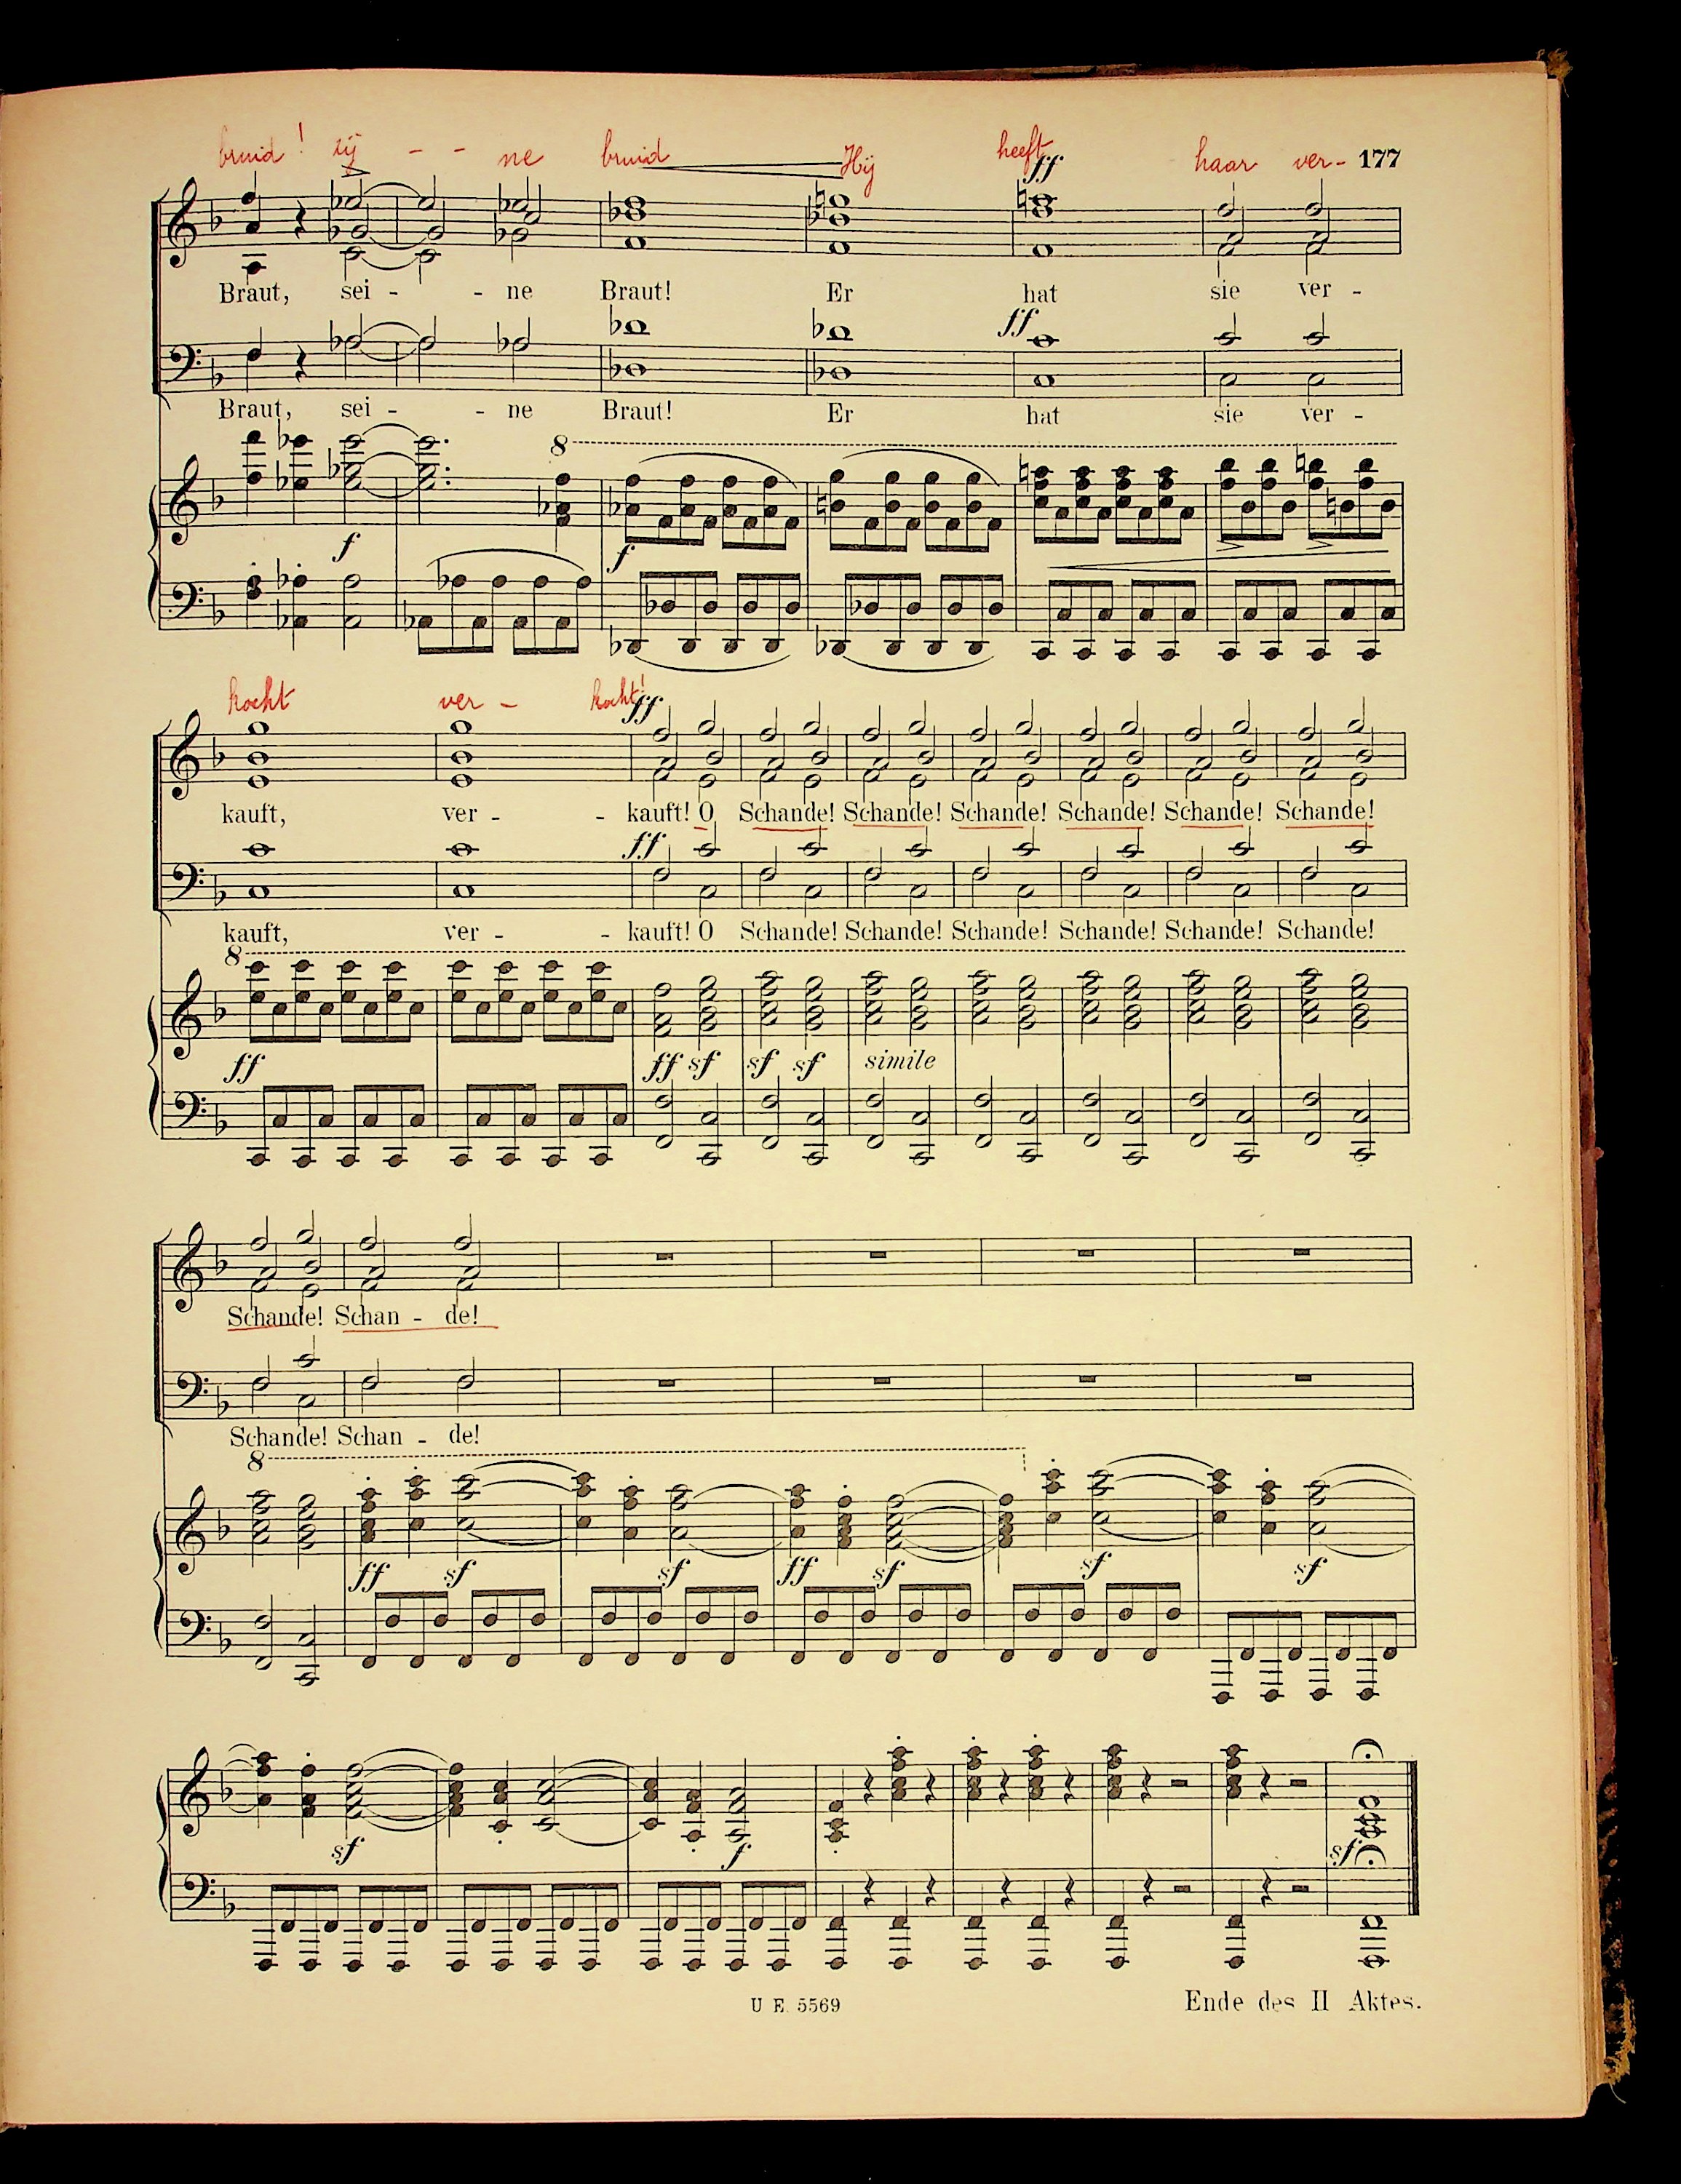 bruid! zij - - ne bruid Hij heeft haar ver- 177
ff
Braut, sei - - ne Braut! Er hat sie ver -
ff
Braut, sei - - ne Braut! Er hat sie ver -
8
f f
kocht ver - kocht!
ff
kauft, ver - - kauft! O Schande! Schande! Schande! Schande! Schande! Schande!
ff
kauft, ver - - kauft! O Schande! Schande! Schande! Schande! Schande! Schande!
8
ff ff sf sf sf simile
Schande! Schan - de!
Schande! Schan - de!
8
ff sf sf ff sf sf sf
sf f sf
U E. 5569 Ende des II Aktes.